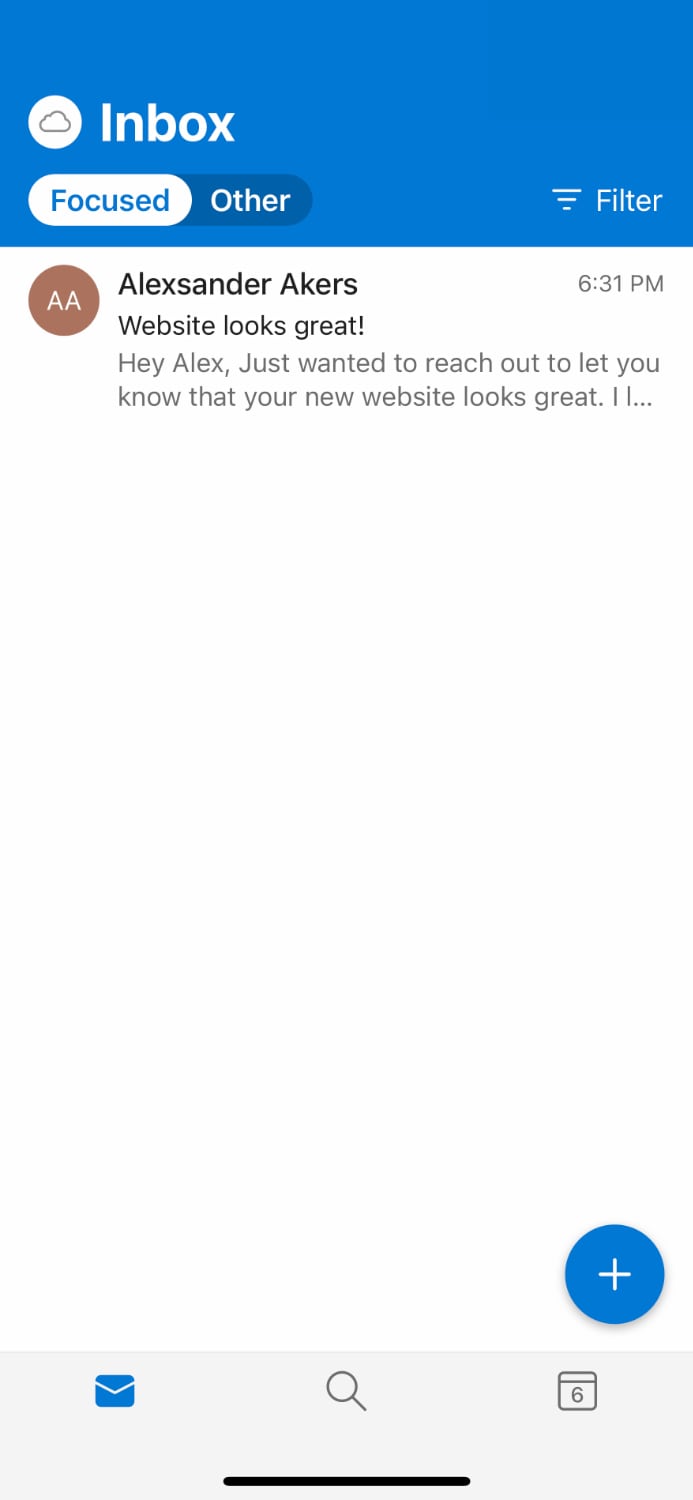 Inbox
Focused Other Filter
AA
Alexsander Akers 6:31 PM
Website looks great!
Hey Alex, Just wanted to reach out to let you
know that your new website looks great. I l...
6